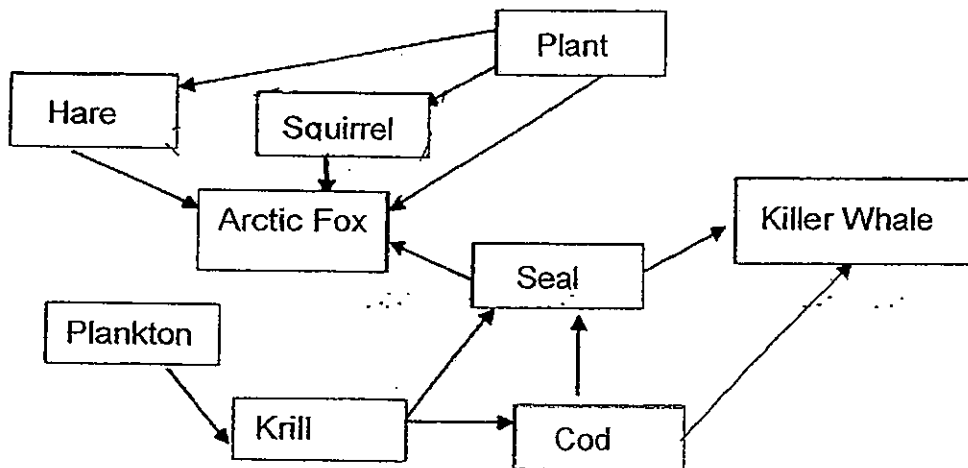 Plant
Hare
Squirrel
Arctic Fox
Killer Whale
Seal
Plankton
Krill
Cod